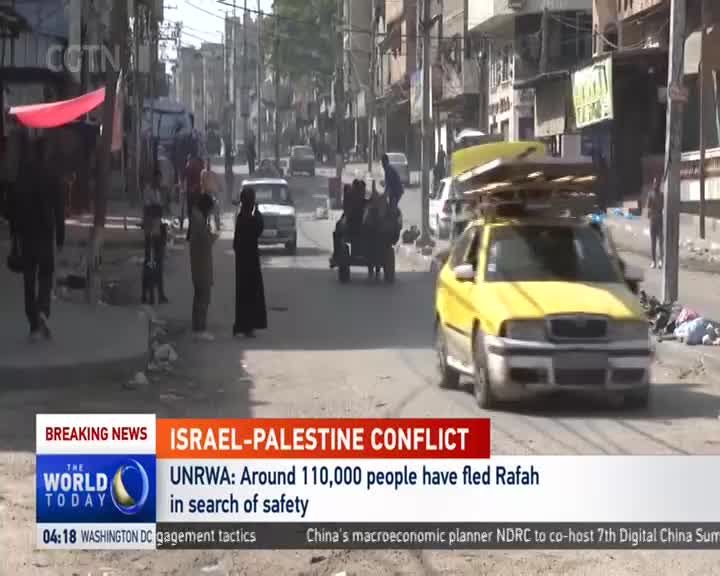 CGTN
BREAKING NEWS
ISRAEL-PALESTINE CONFLICT
THE WORLD TODAY
UNRWA: Around 110,000 people have fled Rafah
in search of safety
04:18 WASHINGTON DC
gagement tactics China's macroeconomic planner NDRC to co-host 7th Digital China Sum